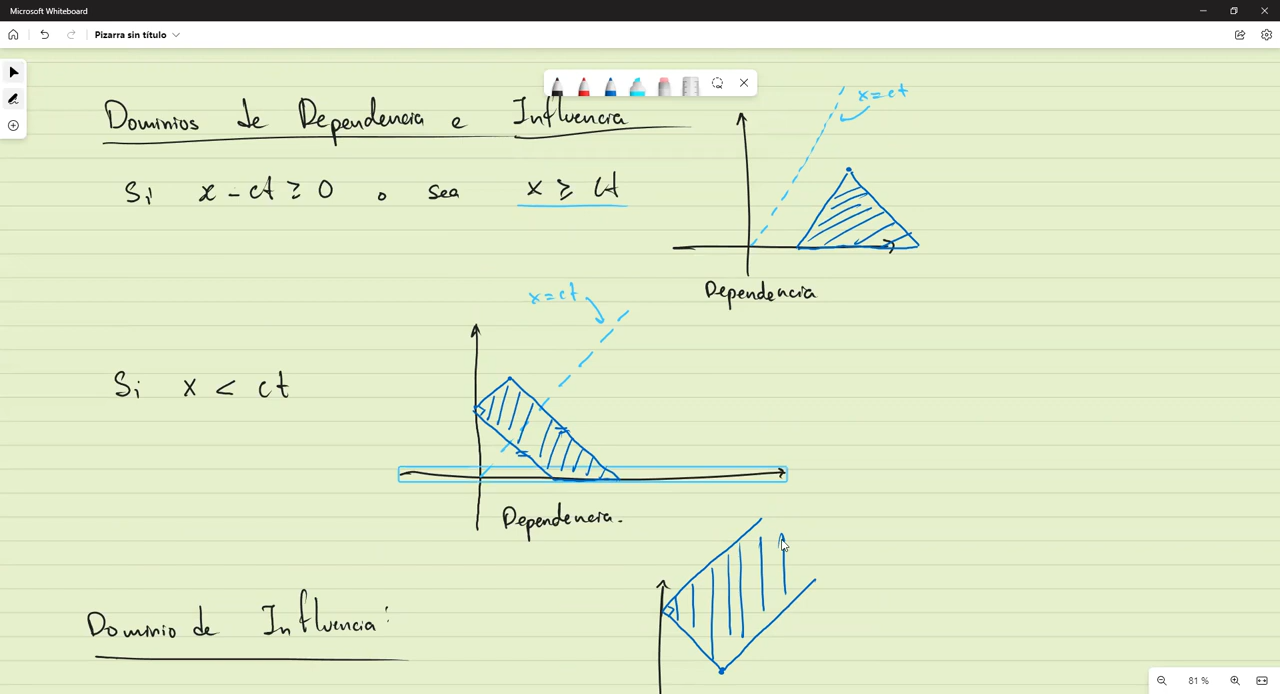 Microsoft Whiteboard
Pizarra sin título
Dominios de Dependencia e Influencia
x=ct
Si x - ct ≥ 0 o sea x ≥ ct
Dependencia
x=ct
Si x < ct
Dependencia.
Dominio de Influencia:
81 %